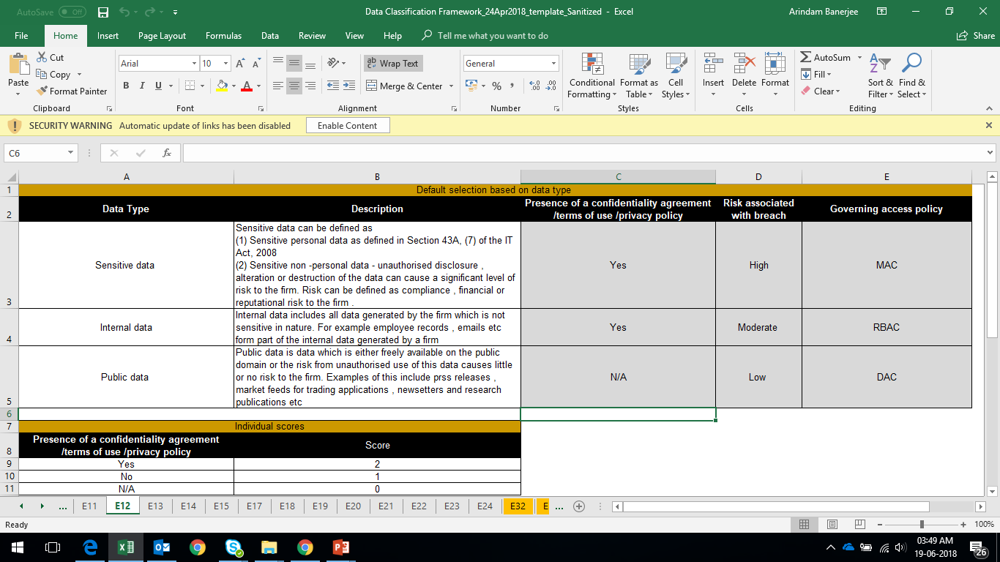 AutoSave Off
Data Classification Framework_24Apr2018_template_Sanitized - Excel
Arindam Banerjee
File Home Insert Page Layout Formulas Data Review View Help Tell me what you want to do
Share
Cut
Copy
Format Painter
Paste
Clipboard
Arial 10
B I U
Font
Wrap Text
Merge & Center
Alignment
General
%
Number
Conditional Formatting
Format as Table
Cell Styles
Styles
Insert Delete Format
Cells
AutoSum
Fill
Clear
Sort & Filter
Find & Select
Editing
SECURITY WARNING Automatic update of links has been disabled Enable Content
C6
fx
A B C D E
1 Default selection based on data type
2 Data Type Description Presence of a confidentiality agreement /terms of use /privacy policy Risk associated with breach Governing access policy
3 Sensitive data
Sensitive data can be defined as
(1) Sensitive personal data as defined in Section 43A, (7) of the IT
Act, 2008
(2) Sensitive non -personal data - unauthorised disclosure ,
alteration or destruction of the data can cause a significant level of
risk to the firm. Risk can be defined as compliance , financial or
reputational risk to the firm .
Yes High MAC
4 Internal data
Internal data includes all data generated by the firm which is not
sensitive in nature. For example employee records , emails etc
form part of the internal data generated by a firm
Yes Moderate RBAC
5 Public data
Public data is data which is either freely available on the public
domain or the risk from unauthorised use of this data causes little
or no risk to the firm. Examples of this include prss releases ,
market feeds for trading applications , newsetters and research
publications etc
N/A Low DAC
6
7 Individual scores
8 Presence of a confidentiality agreement /terms of use /privacy policy Score
9 Yes 2
10 No 1
11 N/A 0
... E11 E12 E13 E14 E15 E17 E18 E19 E20 E21 E22 E23 E24 E32 E ...
Ready
100%
03:49 AM
19-06-2018
26